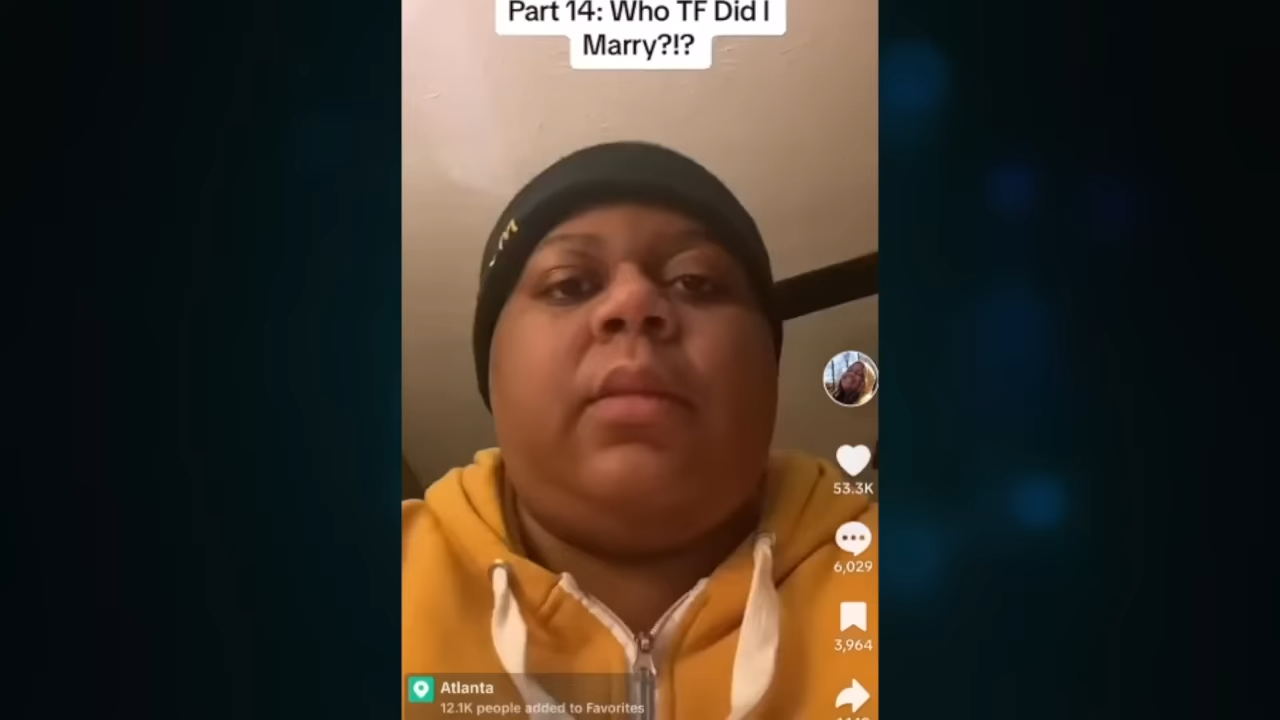 Part 14: Who TF Did I
Marry?!?
53.3K
6,029
3,964
Atlanta
12.1K people added to Favorites